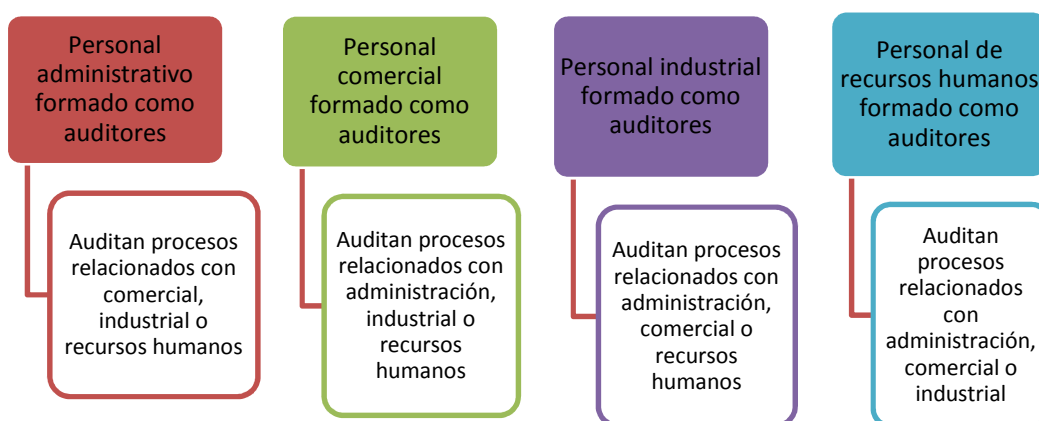 Personal
administrativo
formado como
auditores
Auditan procesos
relacionados con
comercial,
industrial o
recursos humanos
Personal
comercial
formado como
auditores
Auditan procesos
relacionados con
administración,
industrial o
recursos
humanos
Personal industrial
formado como
auditores
Auditan procesos
relacionados con
administración,
comercial o
recursos
humanos
Personal de
recursos humanos
formado como
auditores
Auditan
procesos
relacionados
con
administración,
comercial o
industrial